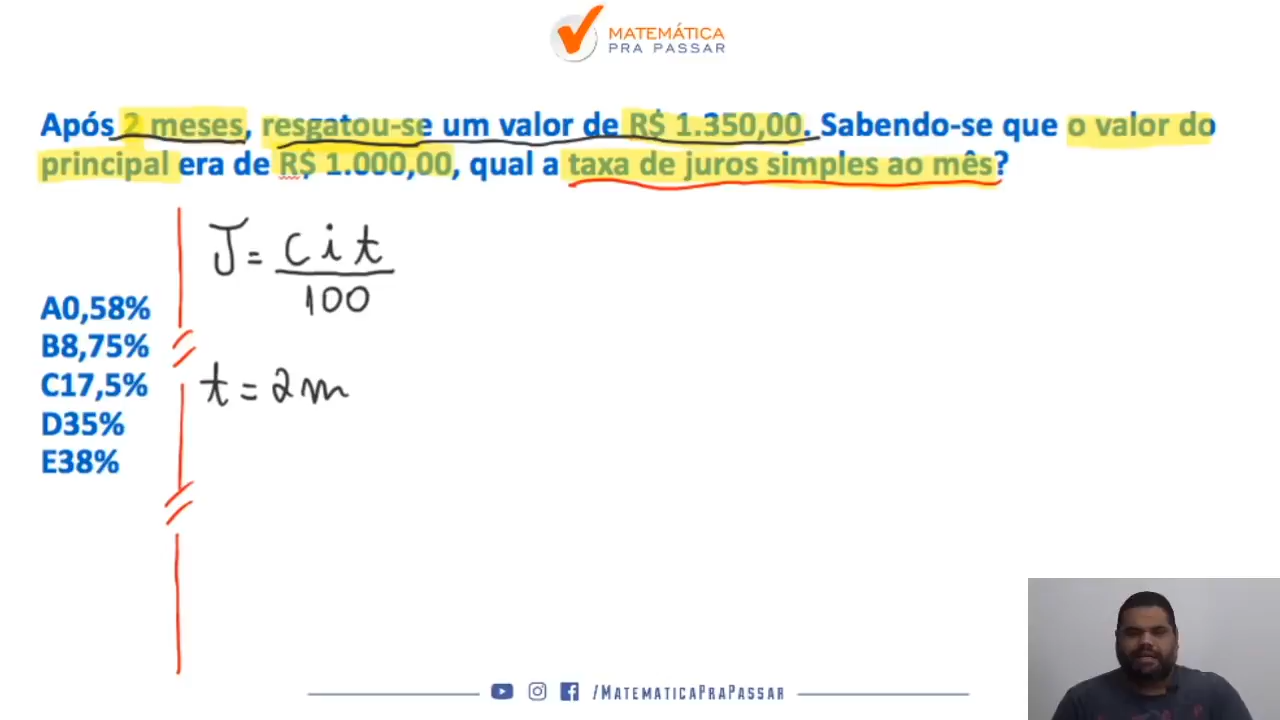 MATEMÁTICA
PRA PASSAR
Após 2 meses, resgatou-se um valor de R$ 1.350,00. Sabendo-se que o valor do
principal era de R$ 1.000,00, qual a taxa de juros simples ao mês?
J = c i t
100
A0,58%
B8,75%
C17,5%
D35%
E38%
t = 2m
/MATEMATICAPRAPASSAR